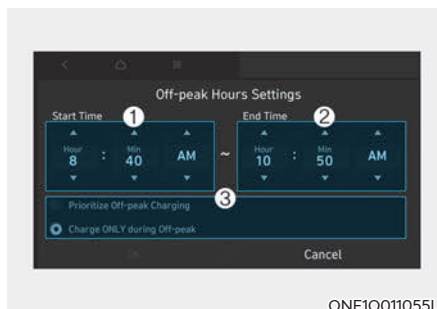 Off-peak Hours Settings
Start Time 1 End Time 2
Hour Min Hour Min
8 : 40 AM ~ 10 : 50 AM
3
Prioritize Off-peak Charging
Charge ONLY during Off-peak
OK Cancel